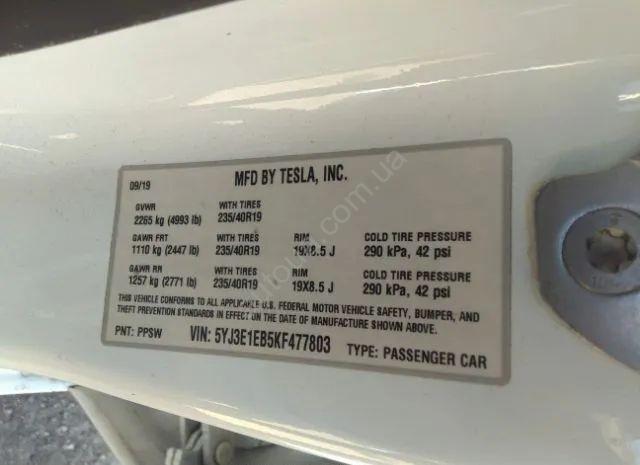 09/19 MFD BY TESLA, INC.
GVWR WITH TIRES
2265 kg (4993 lb) 235/40R19
GAWR FRT WITH TIRES RIM COLD TIRE PRESSURE
1110 kg (2447 lb) 235/40R19 19X8.5 J 290 kPa, 42 psi
GAWR RR WITH TIRES RIM COLD TIRE PRESSURE
1257 kg (2771 lb) 235/40R19 19X8.5 J 290 kPa, 42 psi
THIS VEHICLE CONFORMS TO ALL APPLICABLE U.S. FEDERAL MOTOR VEHICLE SAFETY, BUMPER, AND
THEFT PREVENTION STANDARDS IN EFFECT ON THE DATE OF MANUFACTURE SHOWN ABOVE.
PNT: PPSW VIN: 5YJ3E1EB5KF477803 TYPE: PASSENGER CAR